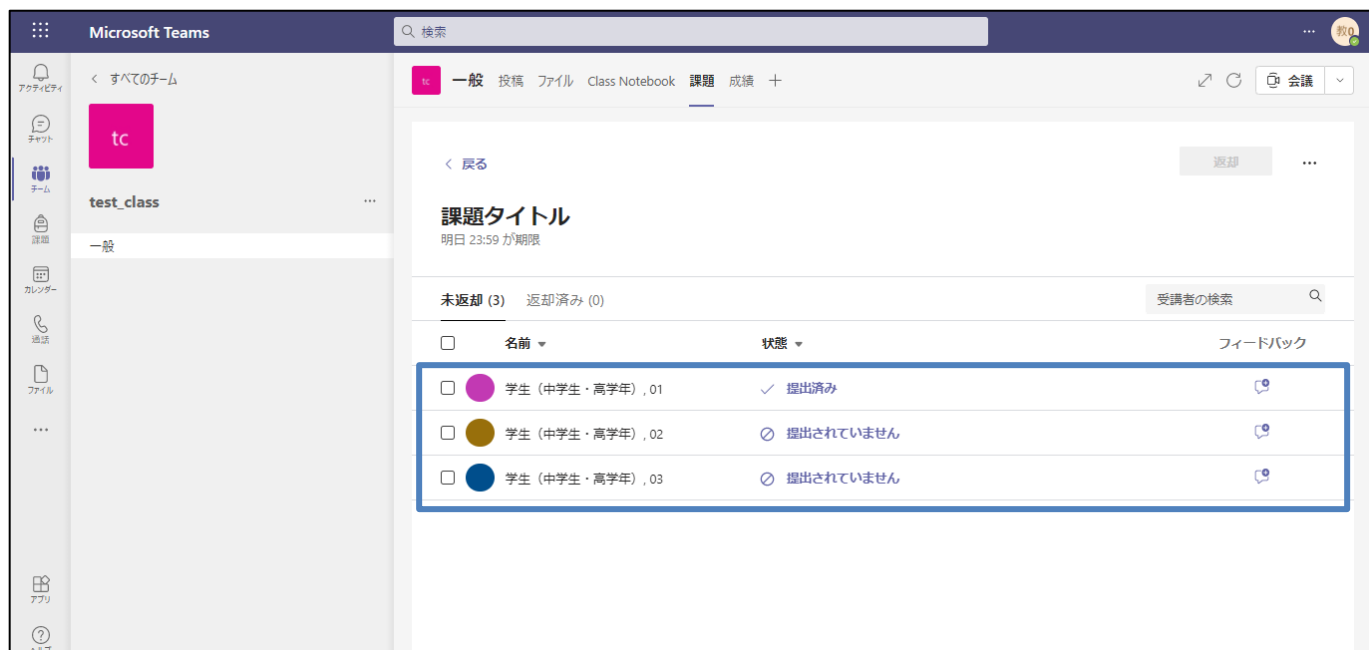 Microsoft Teams
検索
教0
アクティビティ
チャット
チーム
課題
カレンダー
通話
ファイル
アプリ
ヘルプ
すべてのチーム
tc
test_class
一般
tc 一般 投稿 ファイル Class Notebook 課題 成績
会議
戻る
返却
課題タイトル
明日 23:59 が期限
未返却 (3) 返却済み (0)
受講者の検索
名前 状態 フィードバック
学生（中学生・高学年）, 01 提出済み
学生（中学生・高学年）, 02 提出されていません
学生（中学生・高学年）, 03 提出されていません